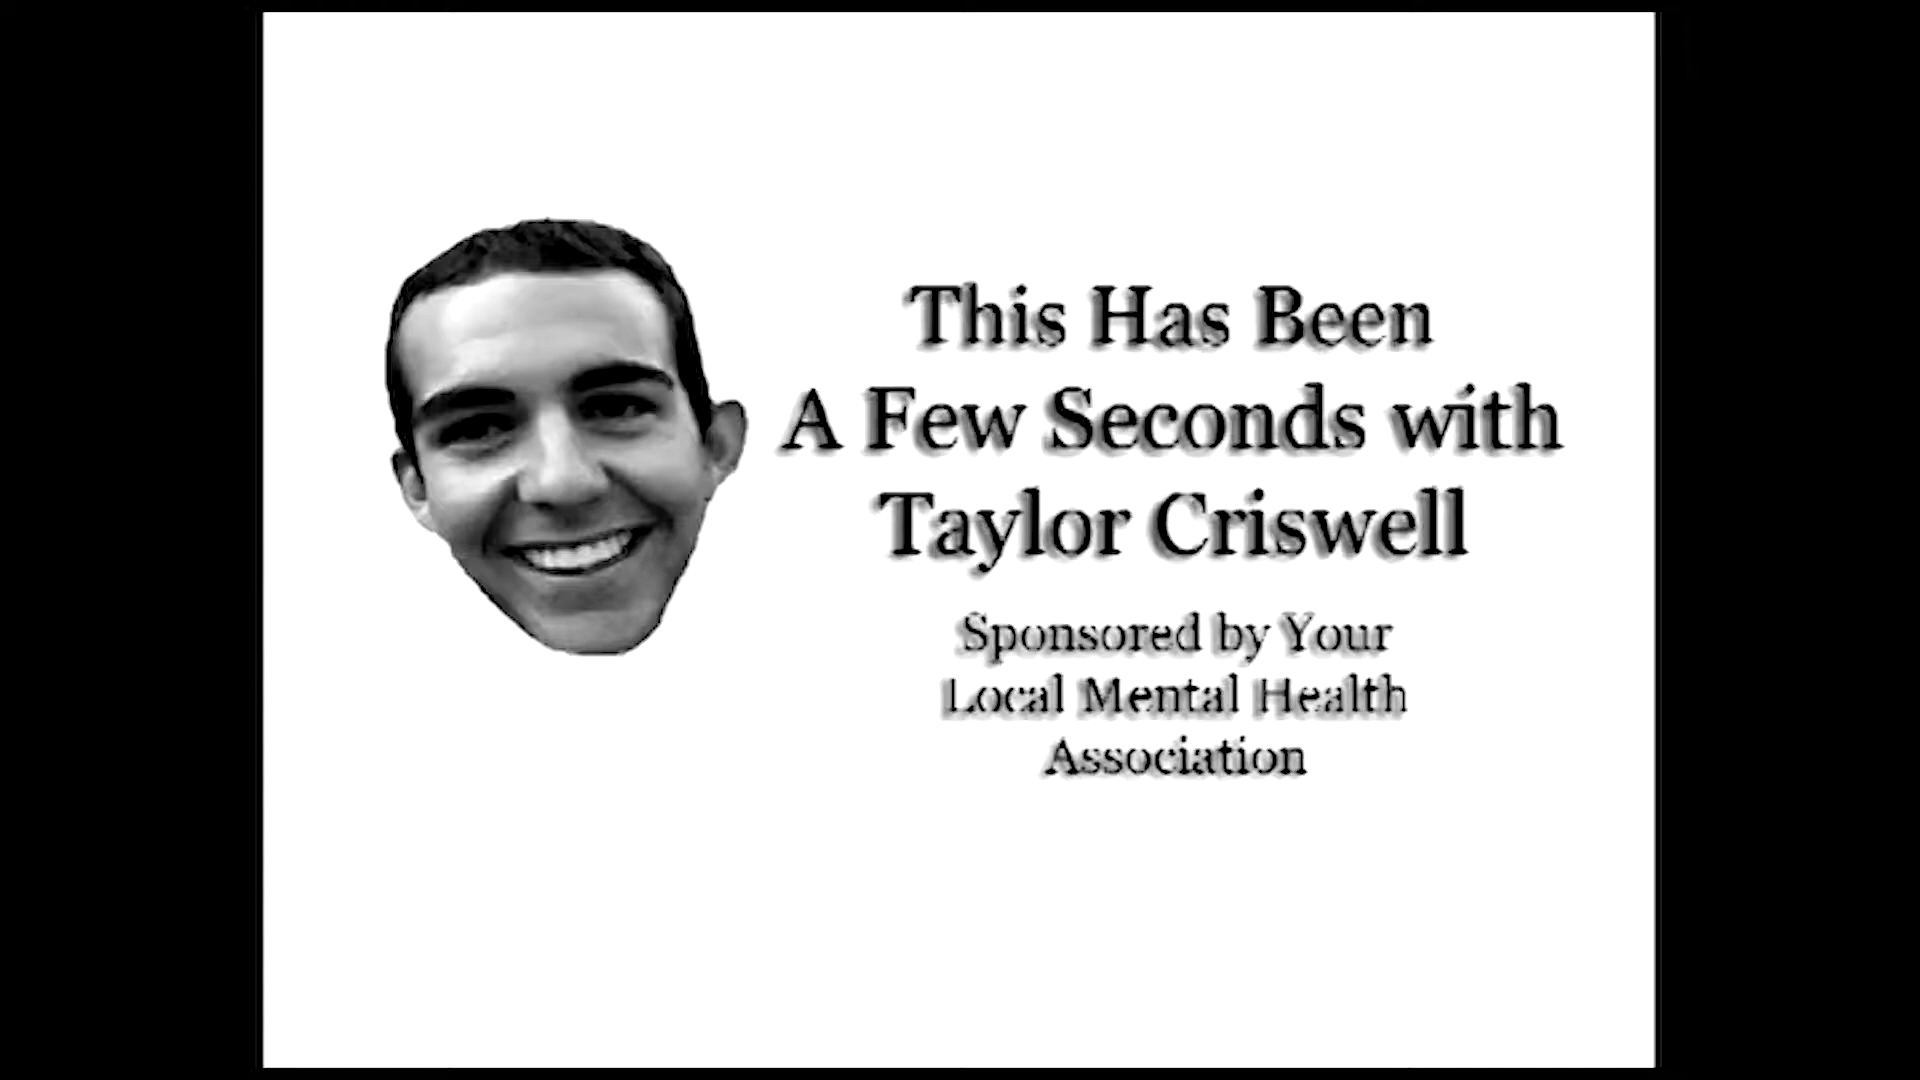 This Has Been
A Few Seconds with
Taylor Criswell
Sponsored by Your
Local Mental Health
Association